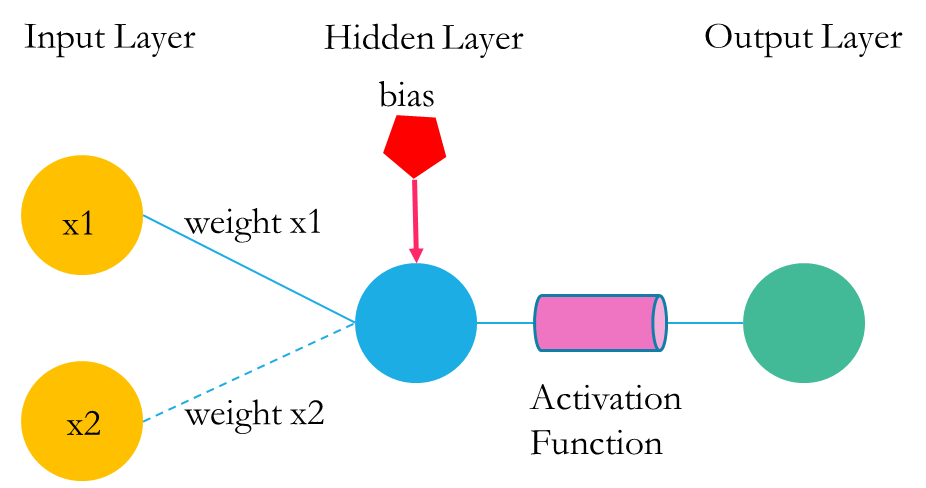 Input Layer
Hidden Layer
Output Layer
bias
x1
weight x1
x2
weight x2
Activation
Function